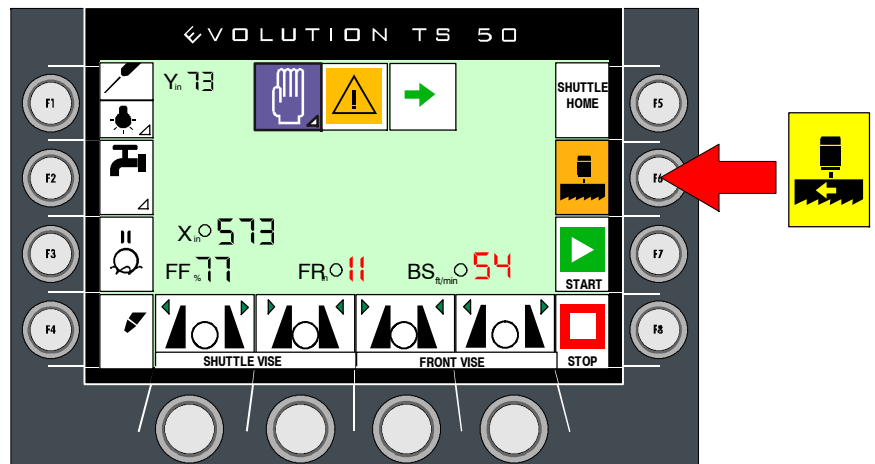 EVOLUTION TS 50
F1
F2
F3
F4
Yin 73
SHUTTLE
HOME
Xin 573
FF% 77
FRin 11
BSft/min 54
START
SHUTTLE VISE
FRONT VISE
STOP
F5
F6
F7
F8